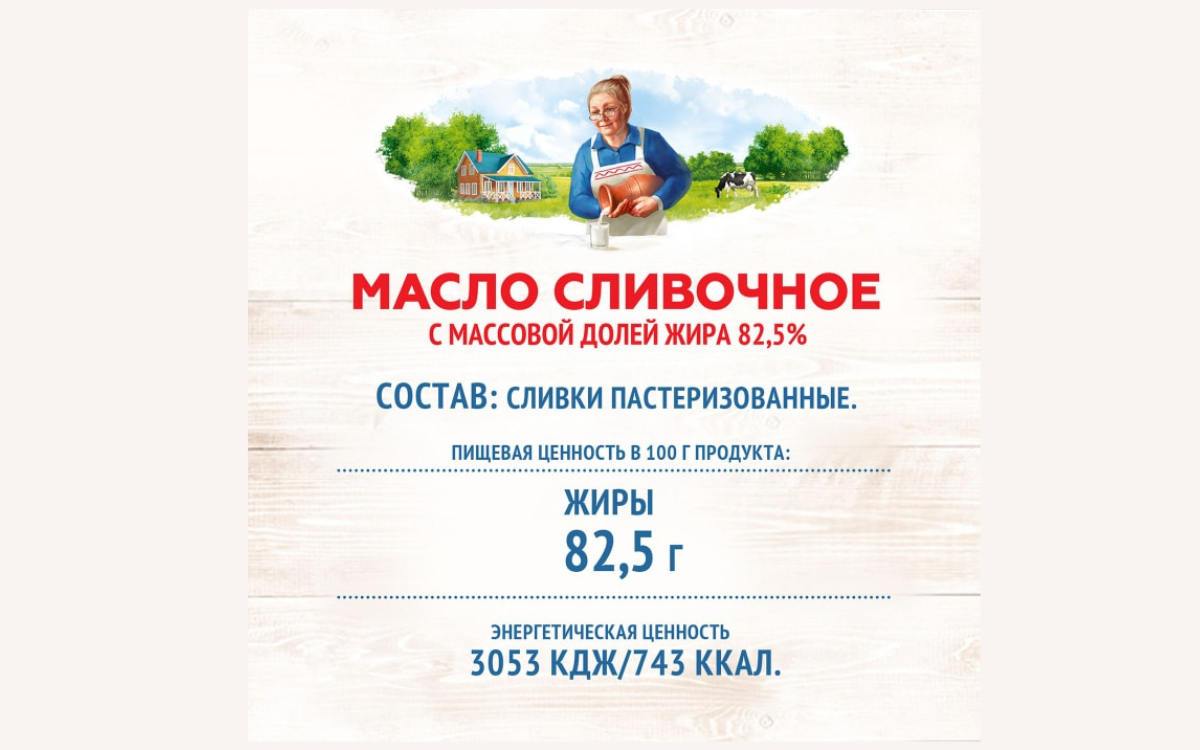 МАСЛО СЛИВОЧНОЕ
С МАССОВОЙ ДОЛЕЙ ЖИРА 82,5%
СОСТАВ: СЛИВКИ ПАСТЕРИЗОВАННЫЕ.
ПИЩЕВАЯ ЦЕННОСТЬ В 100 Г ПРОДУКТА:
ЖИРЫ
82,5 г
ЭНЕРГЕТИЧЕСКАЯ ЦЕННОСТЬ
3053 КДЖ/743 ККАЛ.